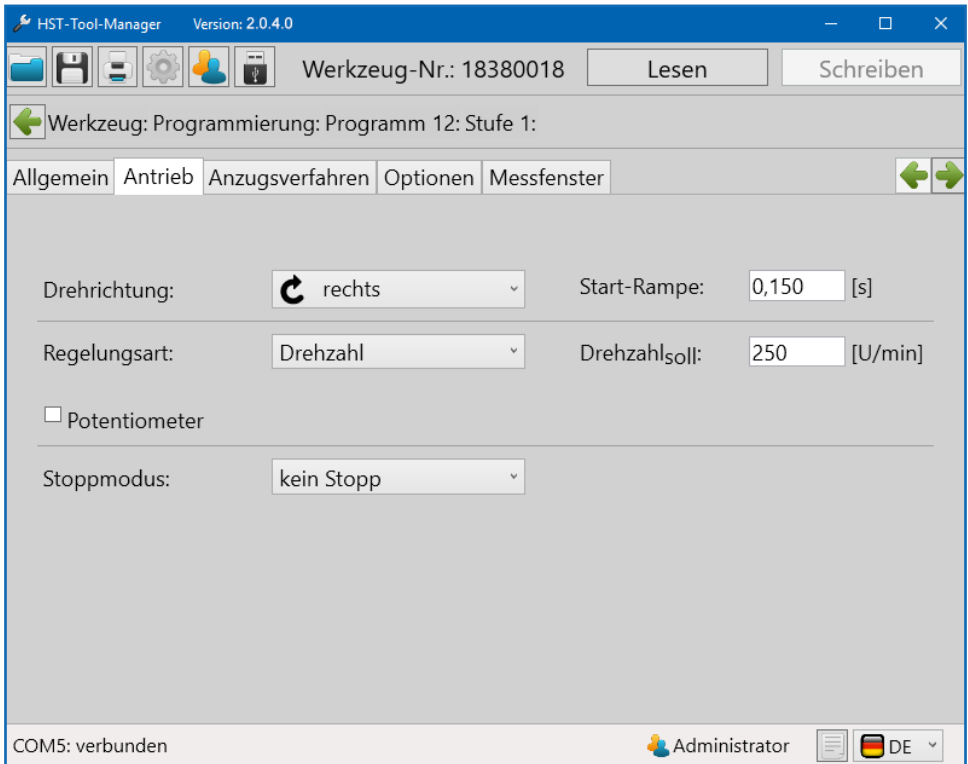 HST-Tool-Manager Version: 2.0.4.0
Werkzeug-Nr.: 18380018 Lesen Schreiben
Werkzeug: Programmierung: Programm 12: Stufe 1:
Allgemein Antrieb Anzugsverfahren Optionen Messfenster
Drehrichtung: rechts Start-Rampe: 0,150 [s]
Regelungsart: Drehzahl Drehzahlsoll: 250 [U/min]
Potentiometer
Stoppmodus: kein Stopp
COM5: verbunden Administrator DE